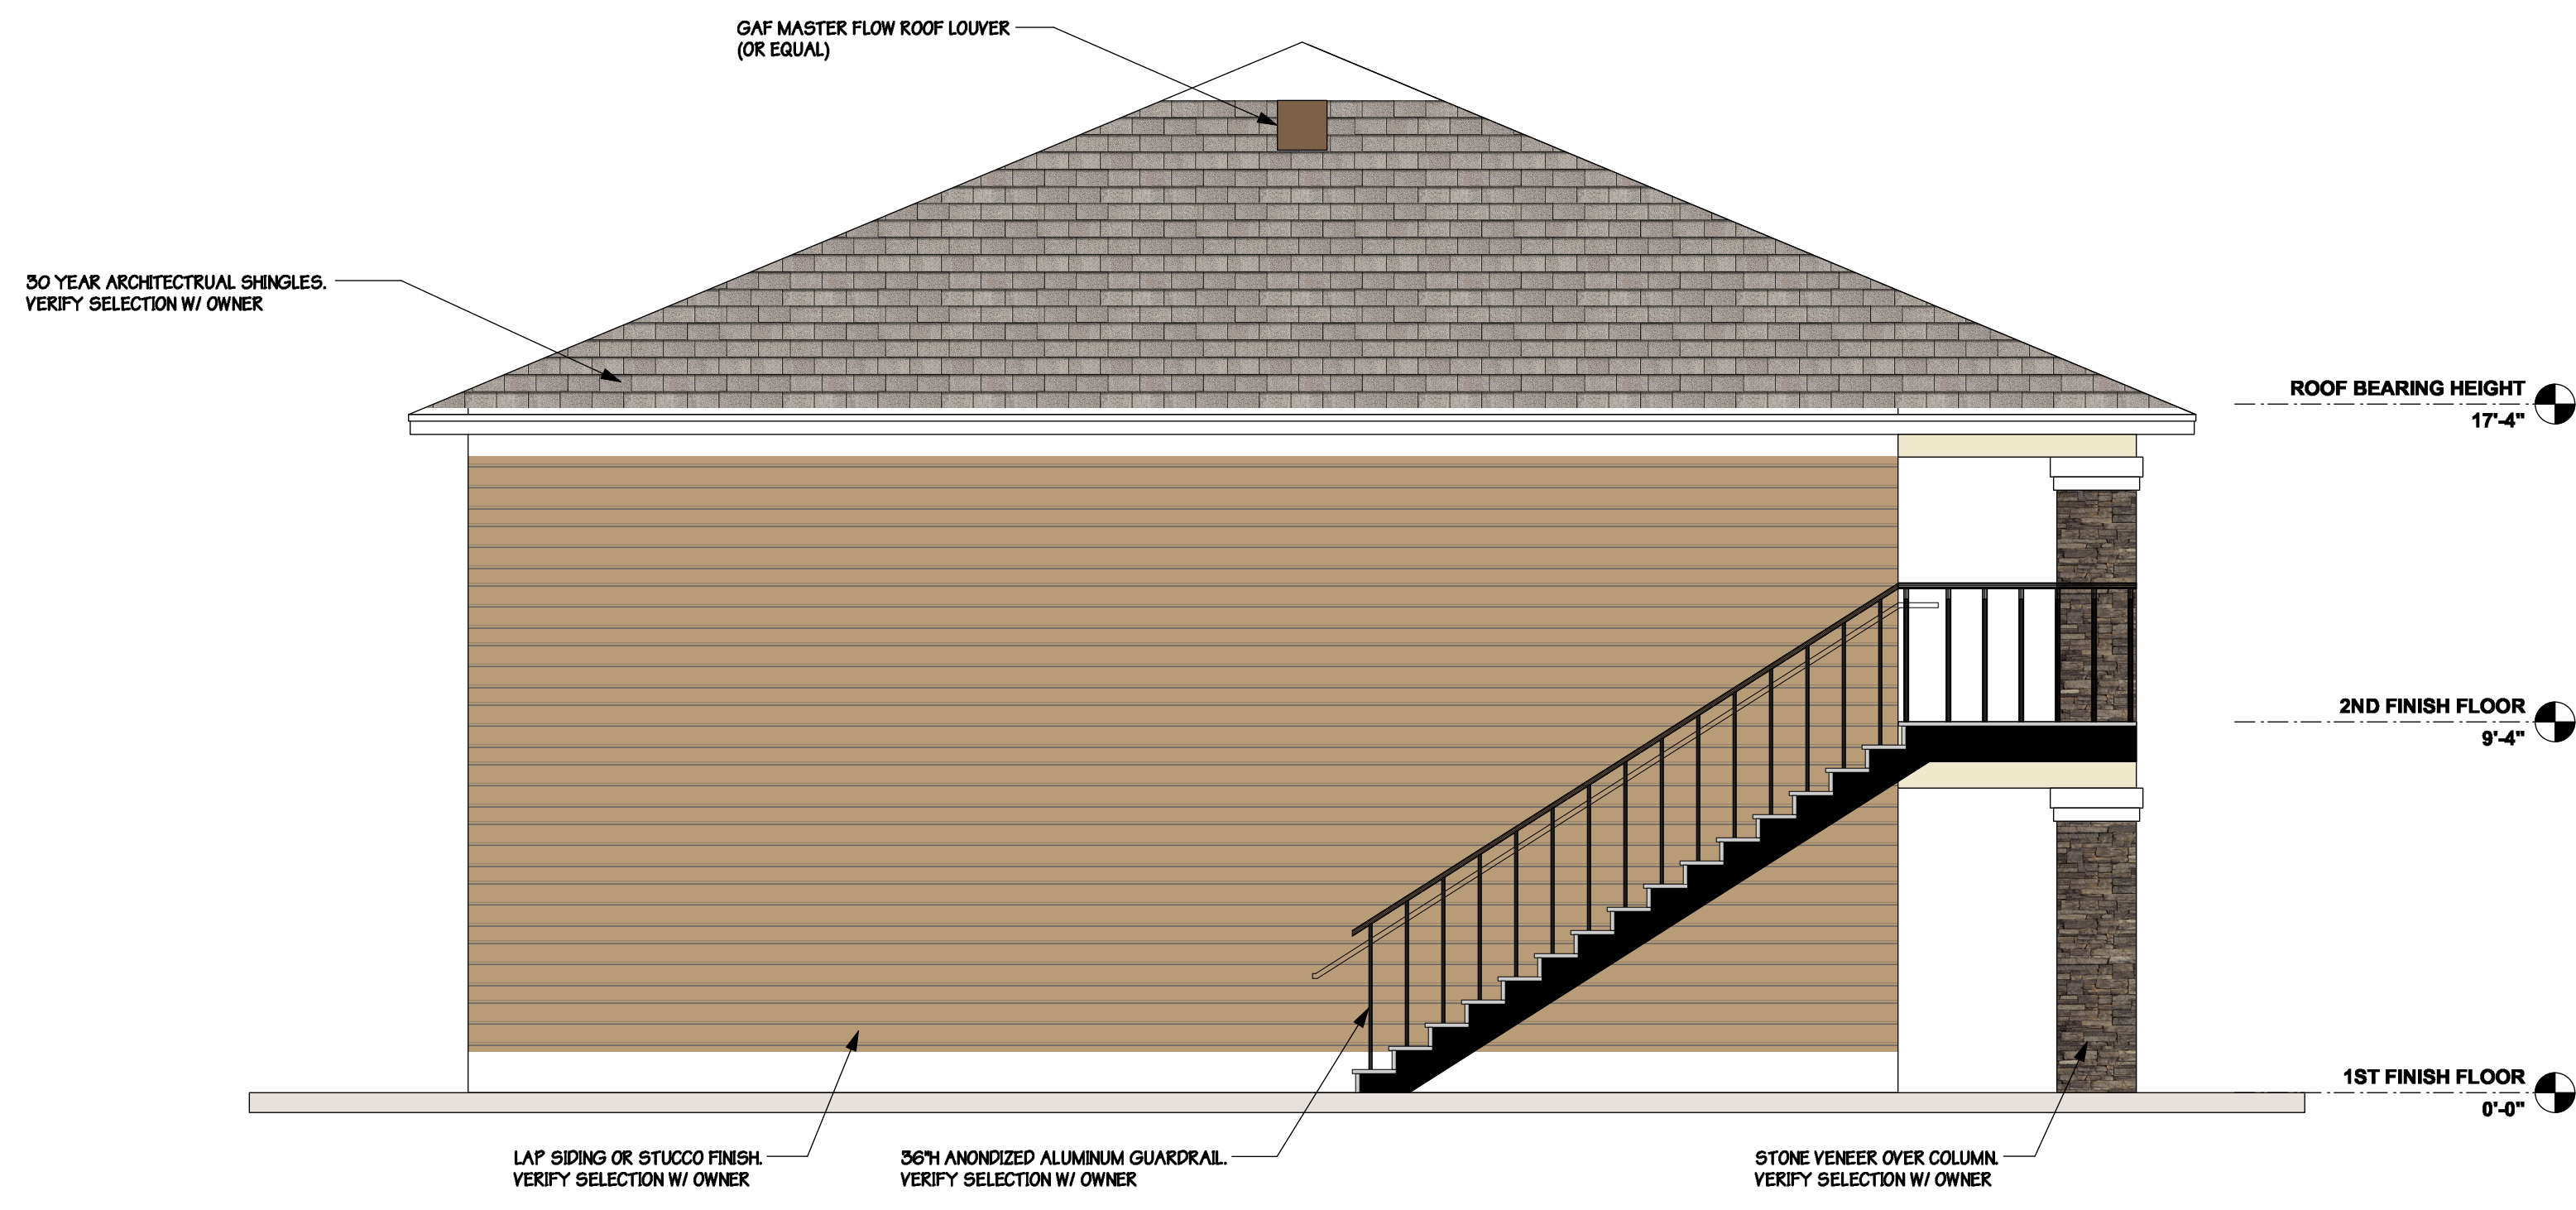 GAF MASTER FLOW ROOF LOUVER
(OR EQUAL)
30 YEAR ARCHITECTRUAL SHINGLES.
VERIFY SELECTION W/ OWNER
ROOF BEARING HEIGHT
17'-4"
2ND FINISH FLOOR
9'-4"
1ST FINISH FLOOR
0'-0"
LAP SIDING OR STUCCO FINISH.
VERIFY SELECTION W/ OWNER
36"H ANONDIZED ALUMINUM GUARDRAIL.
VERIFY SELECTION W/ OWNER
STONE VENEER OVER COLUMN.
VERIFY SELECTION W/ OWNER